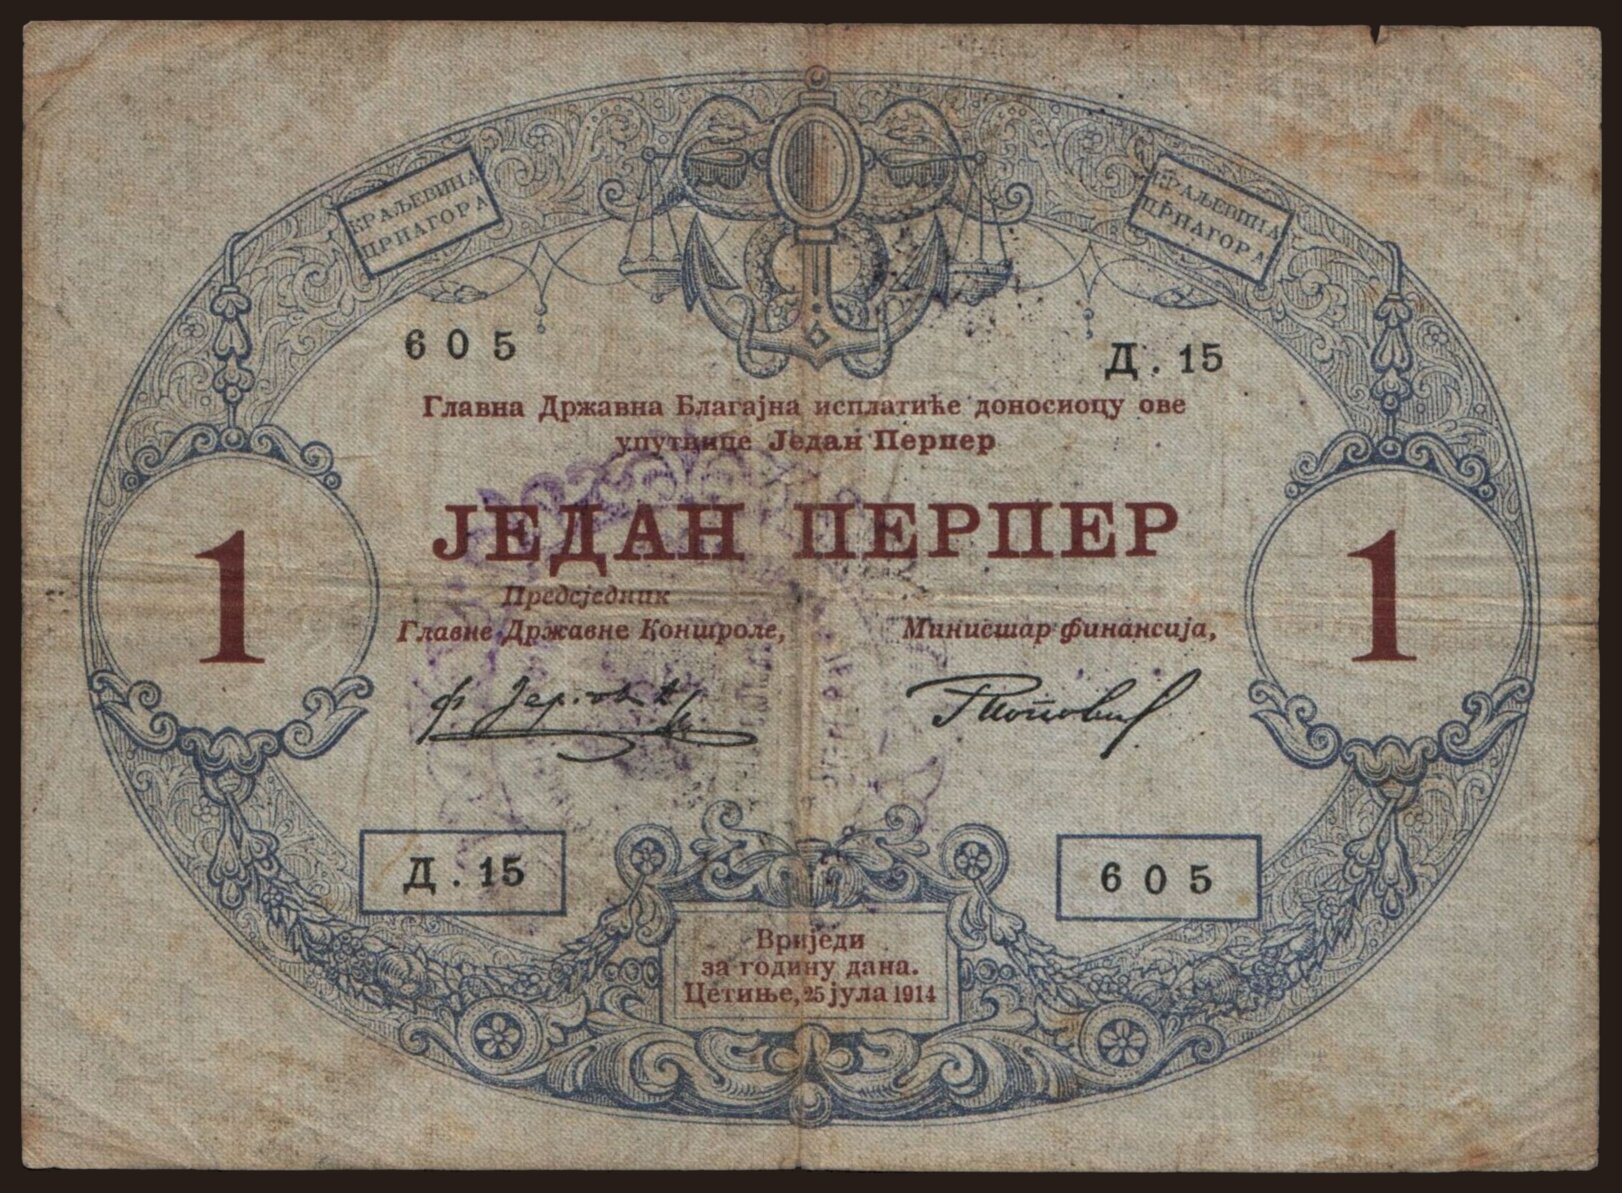 КРАЉЕВИНА
ЦРНАГОРА
КРАЉЕВИНА
ЦРНАГОРА
605
Д. 15
Главна Државна Благајна исплатиће доносиоцу ове
упутнице Један Перпер
ЈЕДАН ПЕРПЕР
1
1
Предсједник
Главне Државне Контроле,
Министар финансија,
Д. 15
605
Вриједи
за годину дана.
Цетиње, 25 јула 1914